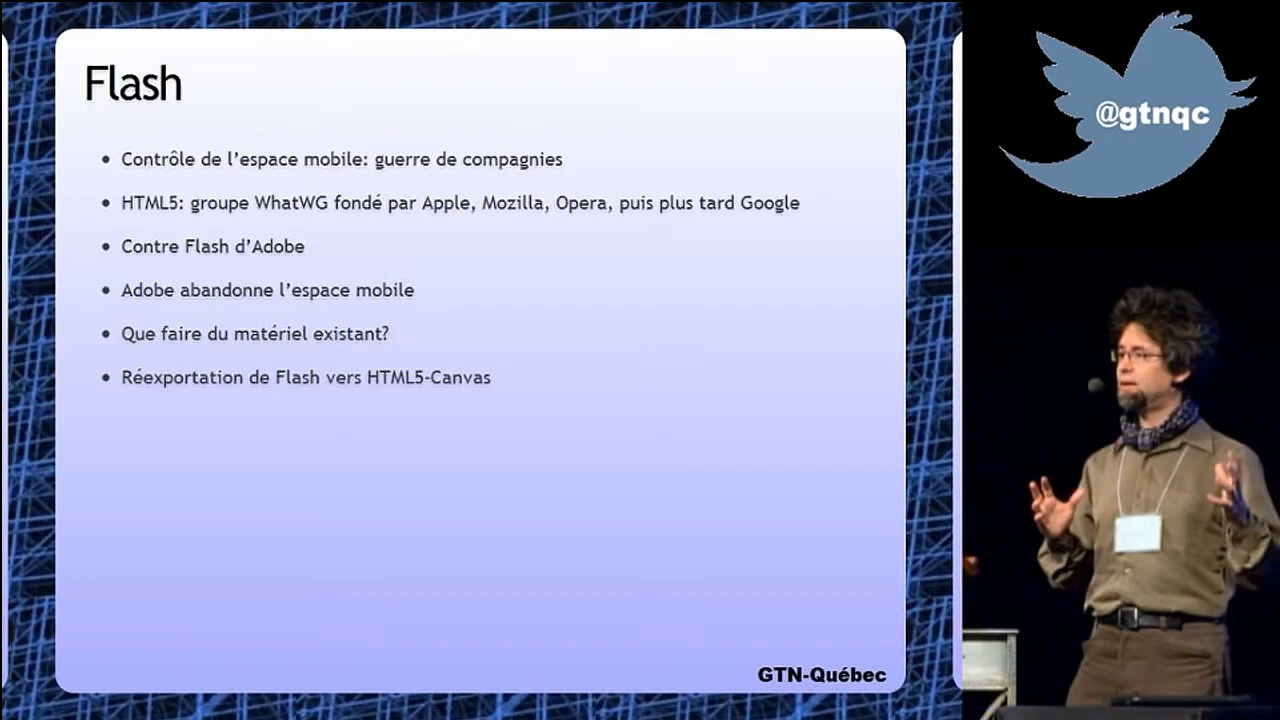 Flash
• Contrôle de l'espace mobile: guerre de compagnies
• HTML5: groupe WhatWG fondé par Apple, Mozilla, Opera, puis plus tard Google
• Contre Flash d'Adobe
• Adobe abandonne l'espace mobile
• Que faire du matériel existant?
• Réexportation de Flash vers HTML5-Canvas
GTN-Québec
@gtnqc